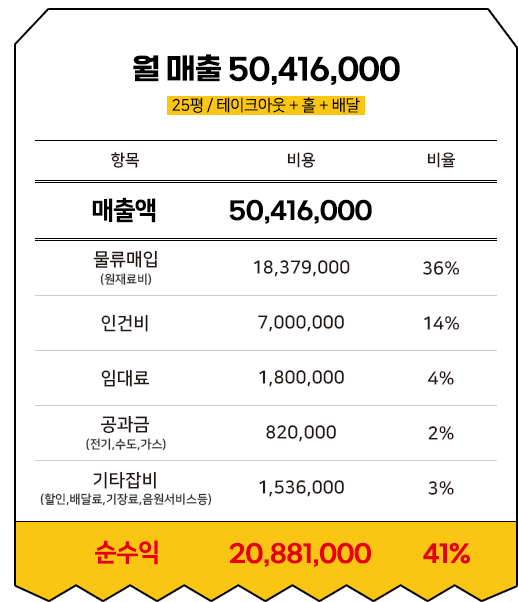 월 매출 50,416,000
25평 / 테이크아웃 + 홀 + 배달
항목 비용 비율
매출액 50,416,000
물류매입 18,379,000 36%
(원재료비)
인건비 7,000,000 14%
임대료 1,800,000 4%
공과금 820,000 2%
(전기,수도,가스)
기타잡비 1,536,000 3%
(할인,배달료,기장료,음원서비스등)
순수익 20,881,000 41%